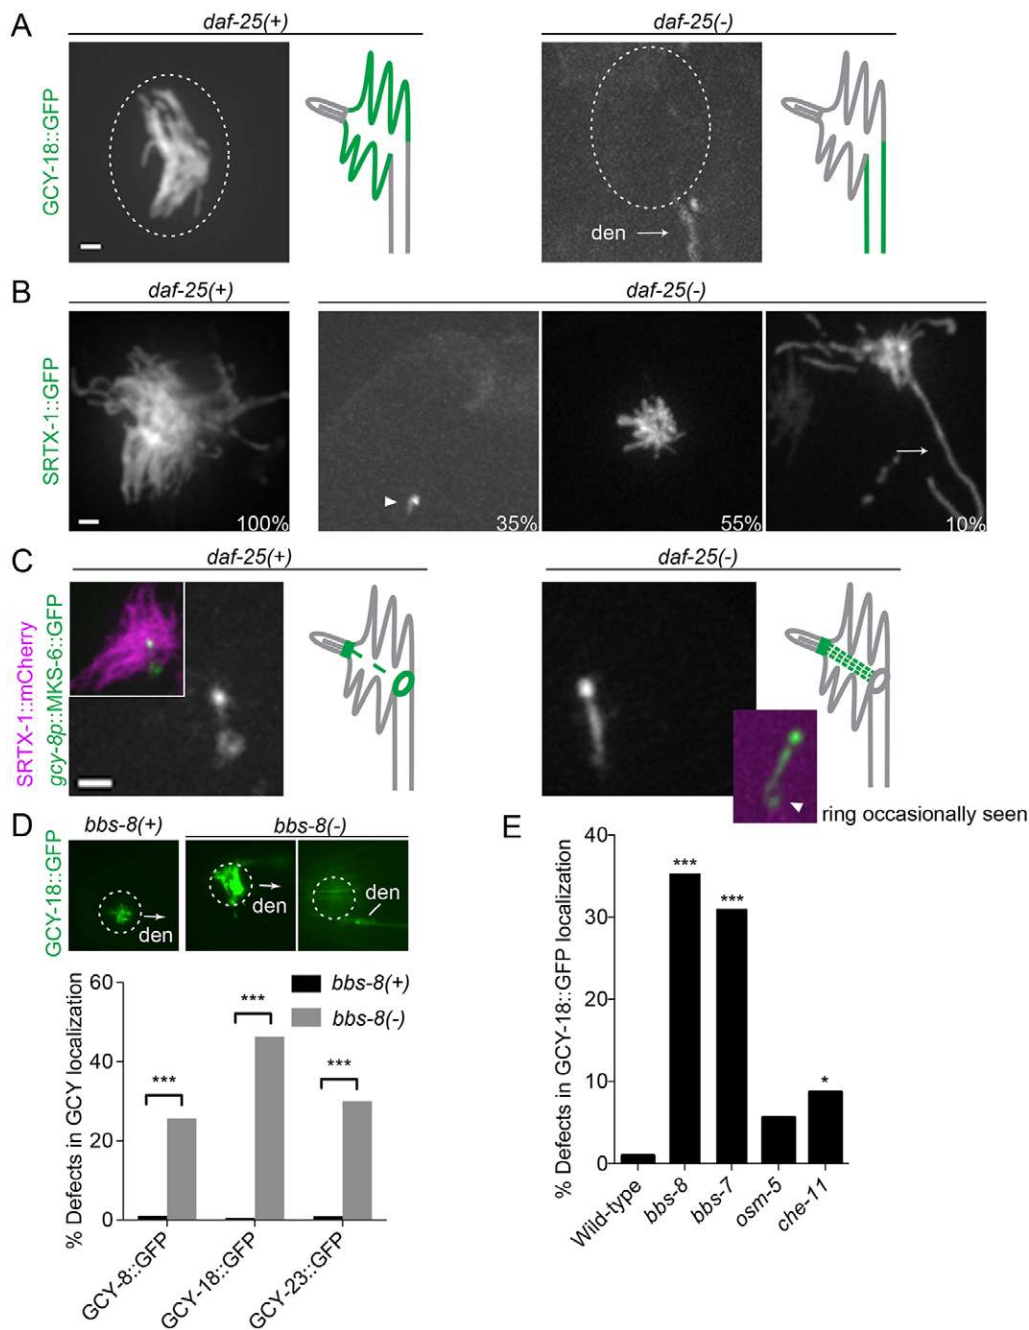 A
daf-25(+)
daf-25(-)
GCY-18::GFP
den
B
daf-25(+)
daf-25(-)
SRTX-1::GFP
100%
35%
55%
10%
C
daf-25(+)
daf-25(-)
SRTX-1::mCherry
gcy-8p::MKS-6::GFP
ring occasionally seen
D
bbs-8(+)
bbs-8(-)
GCY-18::GFP
den
den
den
% Defects in GCY localization
60
40
20
0
***
***
***
bbs-8(+)
bbs-8(-)
GCY-8::GFP
GCY-18::GFP
GCY-23::GFP
E
% Defects in GCY-18::GFP localization
40
30
20
10
0
***
***
*
Wild-type
bbs-8
bbs-7
osm-5
che-11